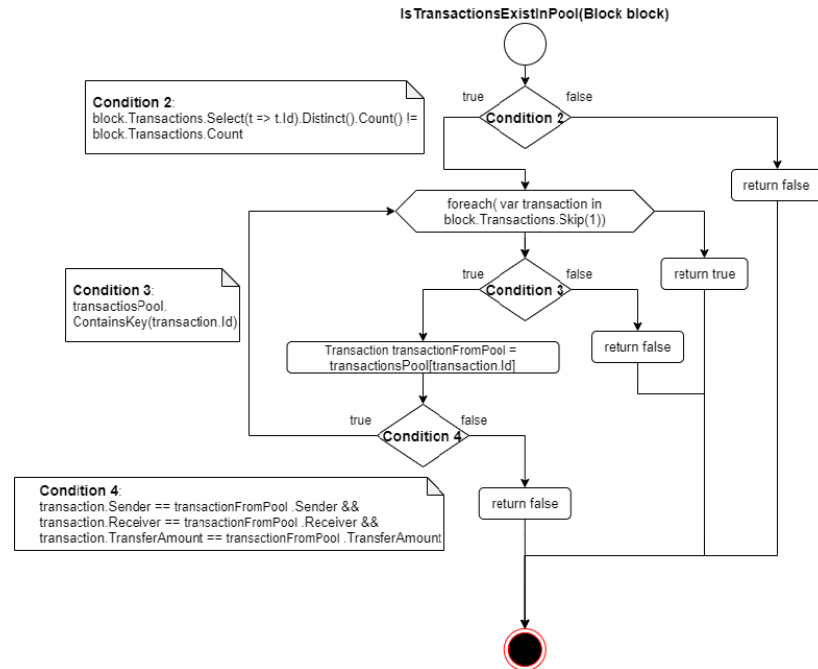 IsTransactionsExistInPool(Block block)
true
false
Condition 2:
block.Transactions.Select(t => t.Id).Distinct().Count() !=
block.Transactions.Count
Condition 2
return false
foreach( var transaction in
block.Transactions.Skip(1))
return true
true
false
Condition 3:
transactiosPool.
ContainsKey(transaction.Id)
Condition 3
Transaction transactionFromPool =
transactionsPool[transaction.Id]
return false
true
false
Condition 4
Condition 4:
transaction.Sender == transactionFromPool .Sender &&
transaction.Receiver == transactionFromPool .Receiver &&
transaction.TransferAmount == transactionFromPool .TransferAmount
return false